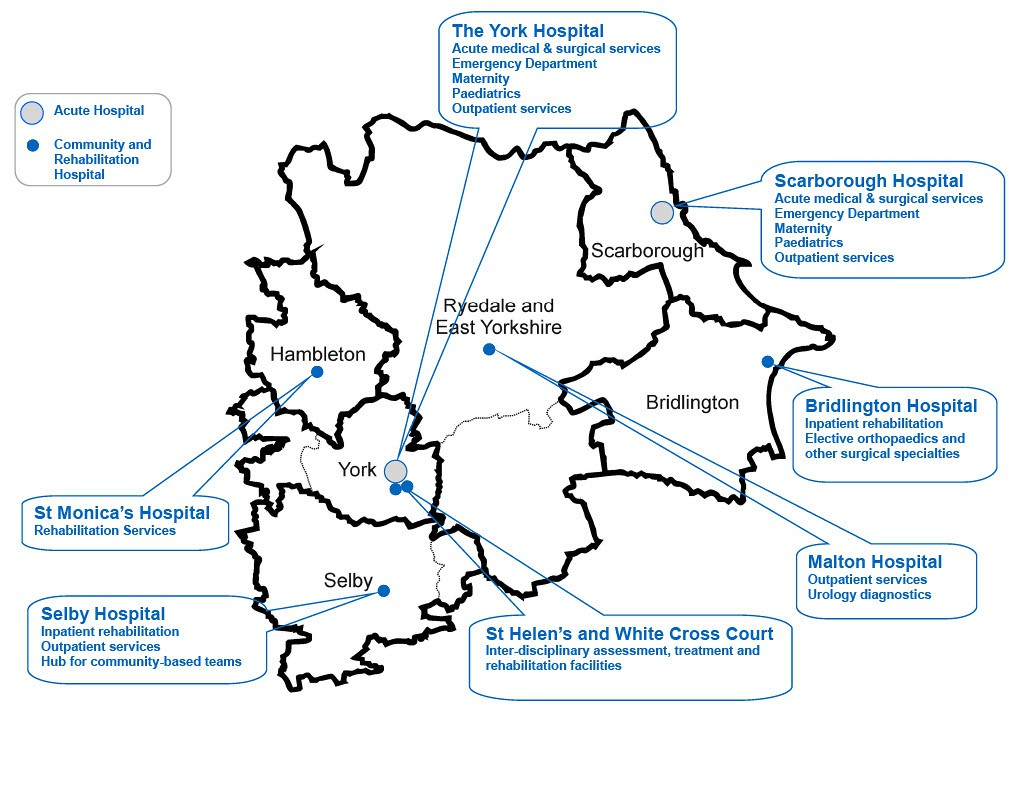 The York Hospital
Acute medical & surgical services
Emergency Department
Maternity
Paediatrics
Outpatient services
Acute Hospital
Community and
Rehabilitation
Hospital
Scarborough Hospital
Acute medical & surgical services
Emergency Department
Maternity
Paediatrics
Outpatient services
Scarborough
Ryedale and
East Yorkshire
Hambleton
Bridlington
Bridlington Hospital
Inpatient rehabilitation
Elective orthopaedics and
other surgical specialties
York
St Monica's Hospital
Rehabilitation Services
Malton Hospital
Outpatient services
Urology diagnostics
Selby
Selby Hospital
Inpatient rehabilitation
Outpatient services
Hub for community-based teams
St Helen's and White Cross Court
Inter-disciplinary assessment, treatment and
rehabilitation facilities